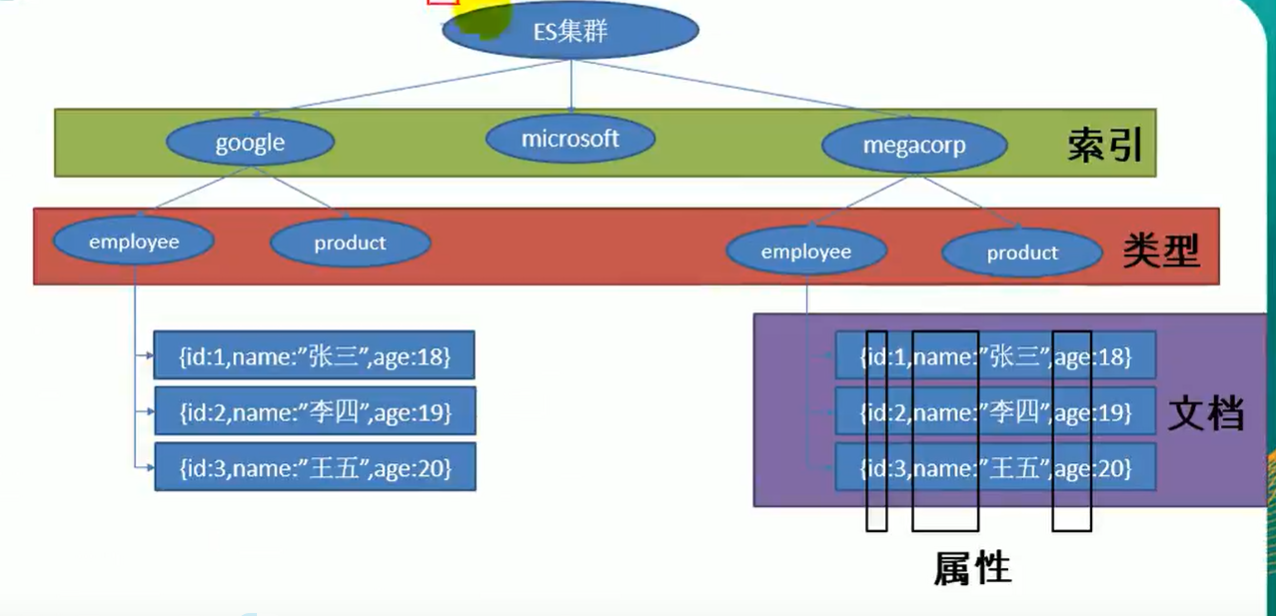 ES集群
google
microsoft
megacorp
索引
employee
product
employee
product
类型
{id:1,name:”张三”,age:18}
{id:2,name:”李四”,age:19}
{id:3,name:”王五”,age:20}
{id:1,name:”张三”,age:18}
{id:2,name:”李四”,age:19}
{id:3,name:”王五”,age:20}
文档
属性